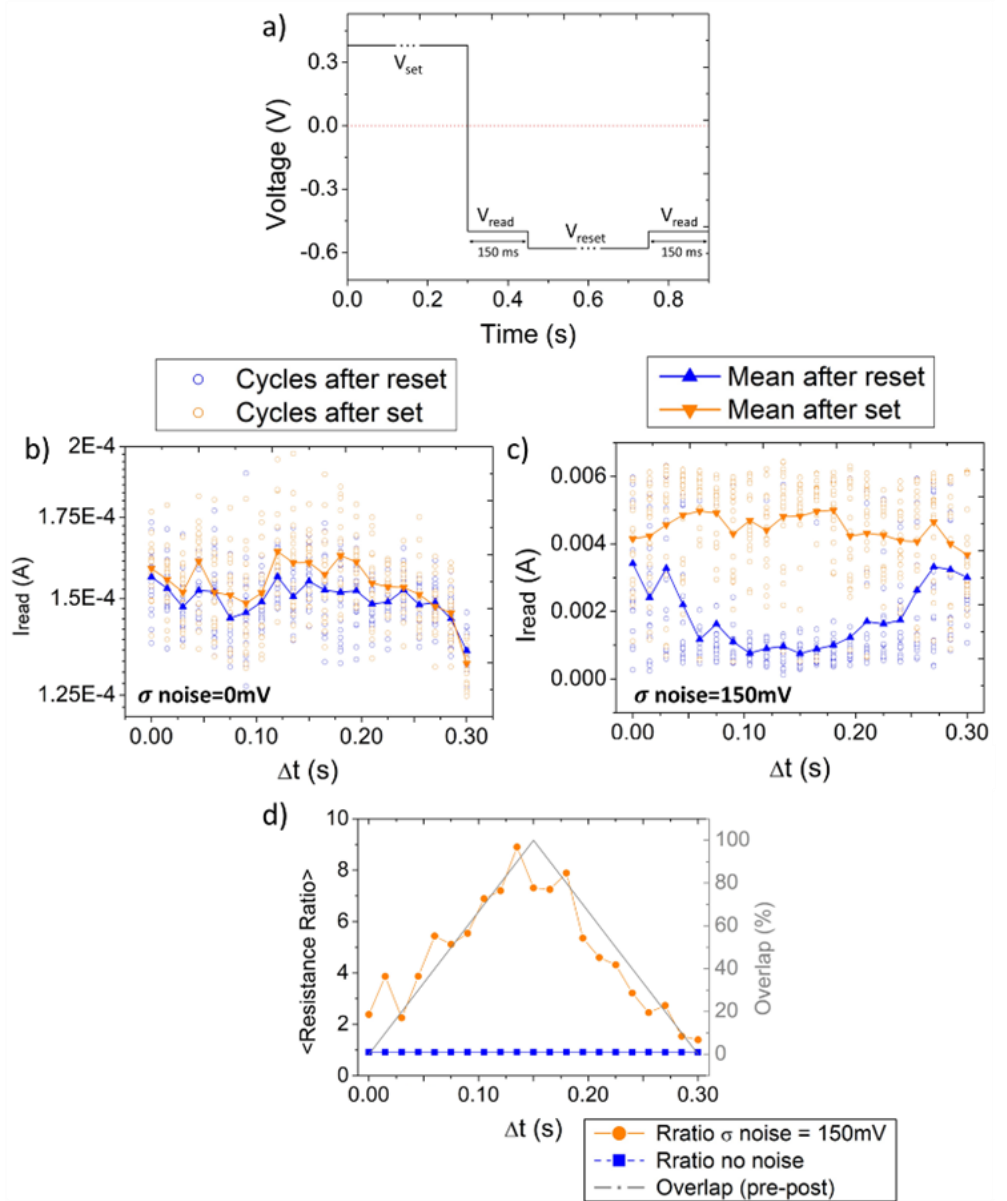 a)
Voltage (V)
0.3
0.0
-0.3
-0.6
V_set
V_read
150 ms
V_reset
V_read
150 ms
0.0 0.2 0.4 0.6 0.8
Time (s)
Cycles after reset
Cycles after set
b)
Iread (A)
2E-4
1.75E-4
1.5E-4
1.25E-4
σ noise=0mV
0.00 0.10 0.20 0.30
Δt (s)
Mean after reset
Mean after set
c)
Iread (A)
0.006
0.004
0.002
0.000
σ noise=150mV
0.00 0.10 0.20 0.30
Δt (s)
d)
<Resistance Ratio>
10
8
6
4
2
0
100
80
60
40
20
0
Overlap (%)
0.00 0.10 0.20 0.30
Δt (s)
Rratio σ noise = 150mV
Rratio no noise
Overlap (pre-post)